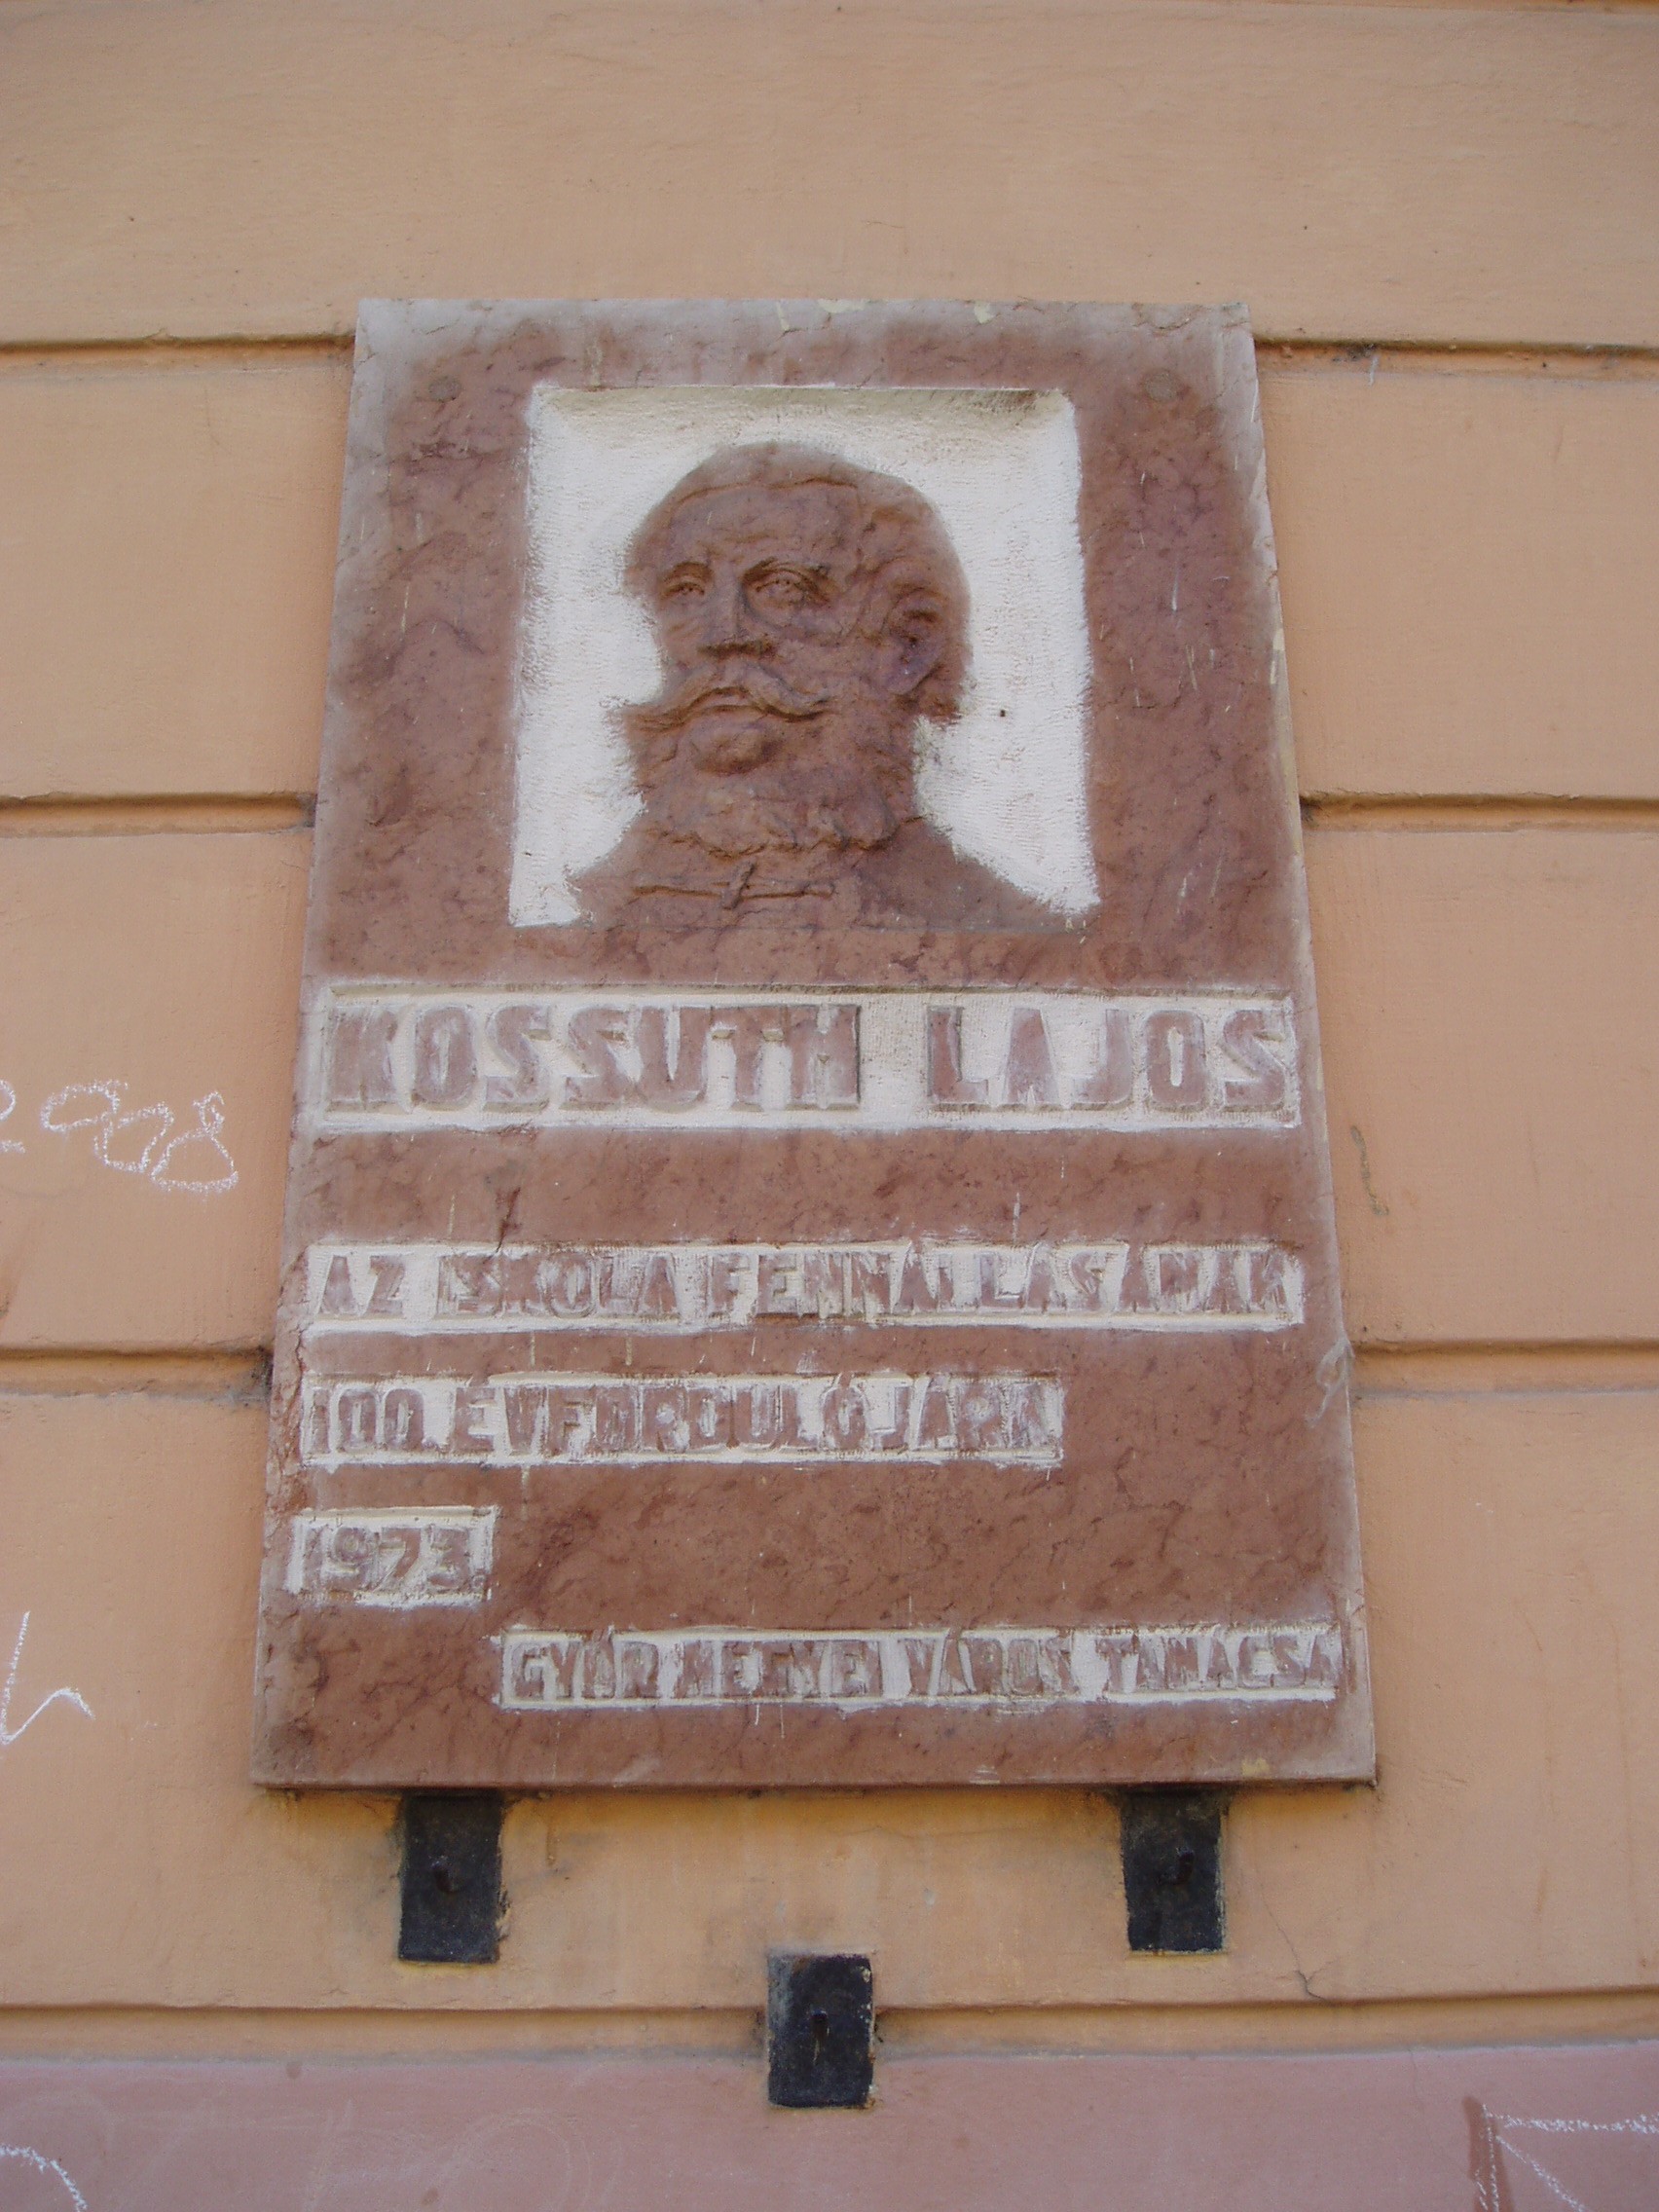 KOSSUTH LAJOS
AZ ISKOLA FENNÁLLÁSÁNAK
100. ÉVFORDULÓJÁRA
1973.
GYŐR MEGYEI VÁROS TANÁCSA